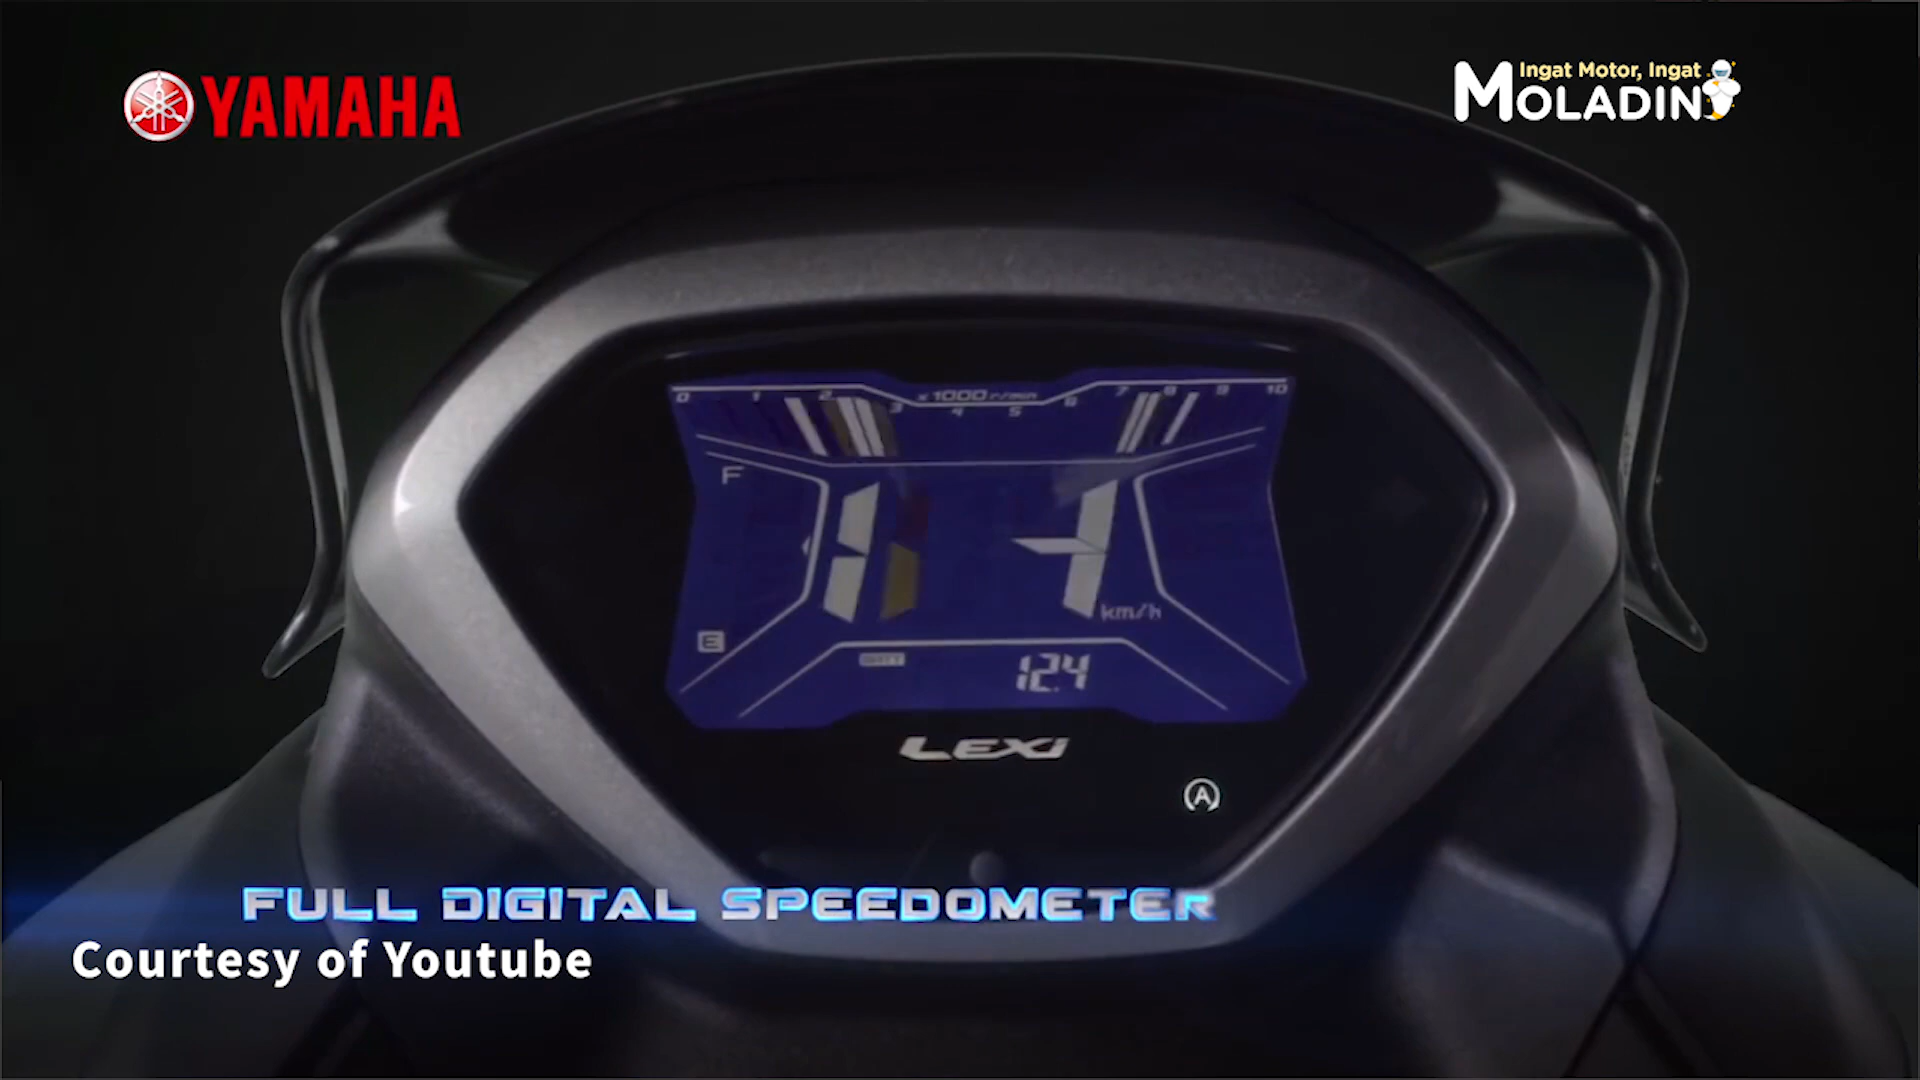 YAMAHA
Ingat Motor, Ingat
MOLADIN
0 1 2 3 4 5 6 7 8 9 10
x1000 r/min
F
km/h
E
BATT
12.4
LEXi
A
FULL DIGITAL SPEEDOMETER
Courtesy of Youtube